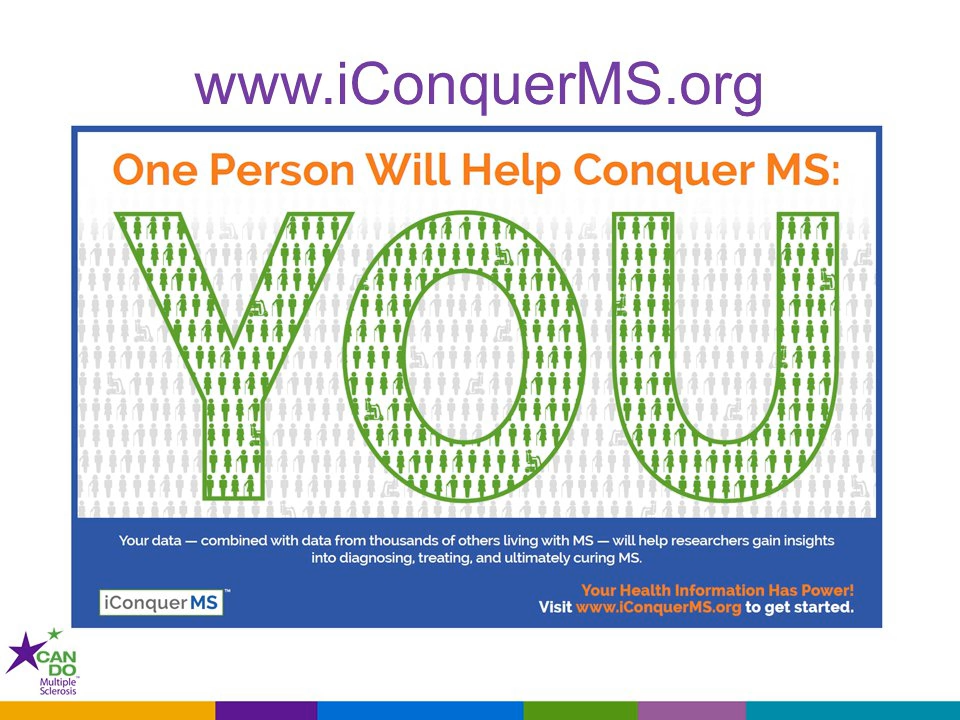 www.iConquerMS.org
One Person Will Help Conquer MS:
YOU
Your data — combined with data from thousands of others living with MS — will help researchers gain insights
into diagnosing, treating, and ultimately curing MS.
iConquerMS™
Your Health Information Has Power!
Visit www.iConquerMS.org to get started.
CAN
DO™
Multiple
Sclerosis